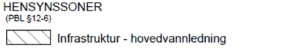 HENSYNSSONER
(PBL §12-6)
Infrastruktur - hovedvannledning